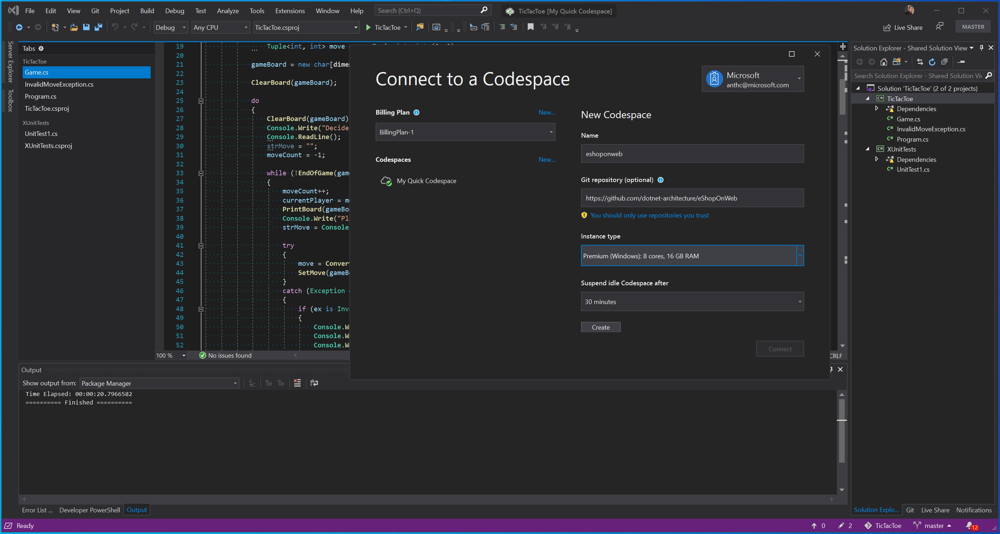 File Edit View Git Project Build Debug Test Analyze Tools Extensions Window Help Search (Ctrl+Q) TicTacToe [My Quick Codespace]
Debug Any CPU TicTacToe.csproj TicTacToe Live Share MASTER
Server Explorer
Toolbox
Tabs
TicTacToe
Game.cs
InvalidMoveException.cs
Program.cs
TicTacToe.csproj
XUnitTests
UnitTest1.cs
XUnitTests.csproj
19 Tuple<int, int> move
20
21 gameBoard = new char[dimen
22
23 ClearBoard(gameBoard);
24
25 do
26 {
27 ClearBoard(gameBoard)
28 Console.Write("Decide
29 Console.ReadLine();
30 strMove = "";
31 moveCount = -1;
32
33 while (!EndOfGame(game
34 {
35 moveCount++;
36 currentPlayer = mo
37 PrintBoard(gameBoa
38 Console.Write("Pla
39 strMove = Console
40
41 try
42 {
43 move = Conver
44 SetMove(gameB
45 }
46 catch (Exception
47 {
48 if (ex is Inva
49 {
50 Console.W
51 Console.W
52 Console.W
100 % No issues found
CRLF
Connect to a Codespace
Microsoft
anthc@microsoft.com
Billing Plan New...
BillingPlan-1
Codespaces New...
My Quick Codespace
New Codespace
Name
eshoponweb
Git repository (optional)
https://github.com/dotnet-architecture/eShopOnWeb
You should only use repositories you trust
Instance type
Premium (Windows): 8 cores, 16 GB RAM
Suspend idle Codespace after
30 minutes
Create
Connect
Output
Show output from: Package Manager
Time Elapsed: 00:00:20.7966582
========== Finished ==========
Error List ... Developer PowerShell Output
Solution Explorer - Shared Solution View
Search Solution Explorer - Shared Solution Vi
Solution 'TicTacToe' (2 of 2 projects)
C# TicTacToe
Dependencies
C# Game.cs
C# InvalidMoveException.cs
C# Program.cs
C# XUnitTests
Dependencies
C# UnitTest1.cs
Solution Explo... Git Live Share Notifications
Ready 0 2 TicTacToe master 12